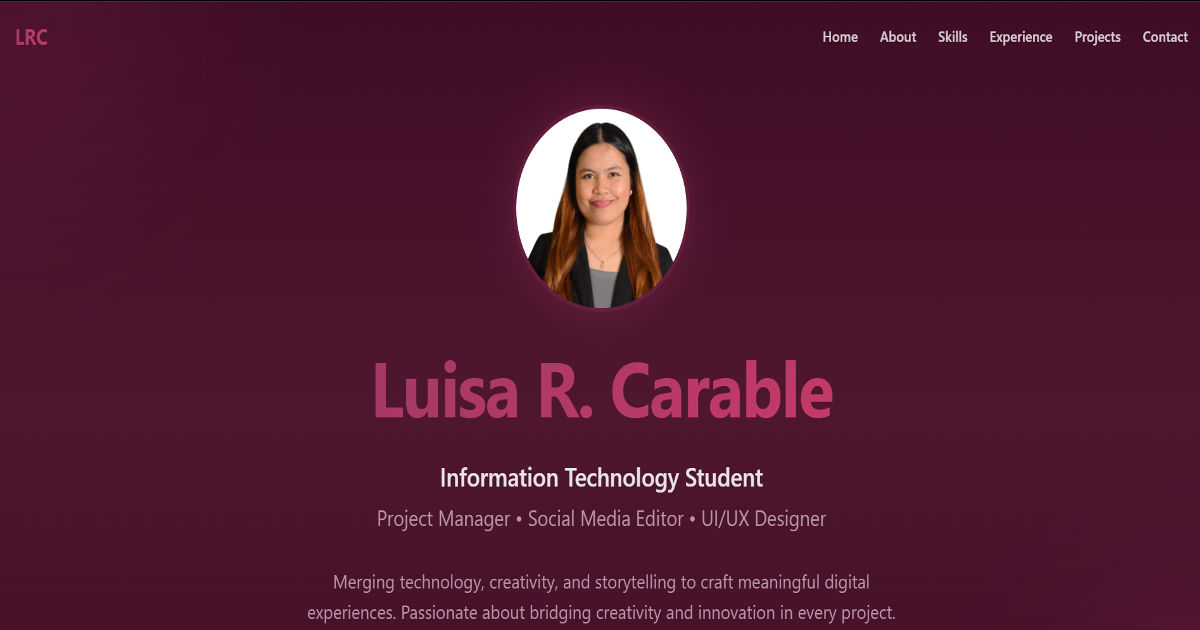 LRC
Home About Skills Experience Projects Contact
Luisa R. Carable
Information Technology Student
Project Manager • Social Media Editor • UI/UX Designer
Merging technology, creativity, and storytelling to craft meaningful digital
experiences. Passionate about bridging creativity and innovation in every project.